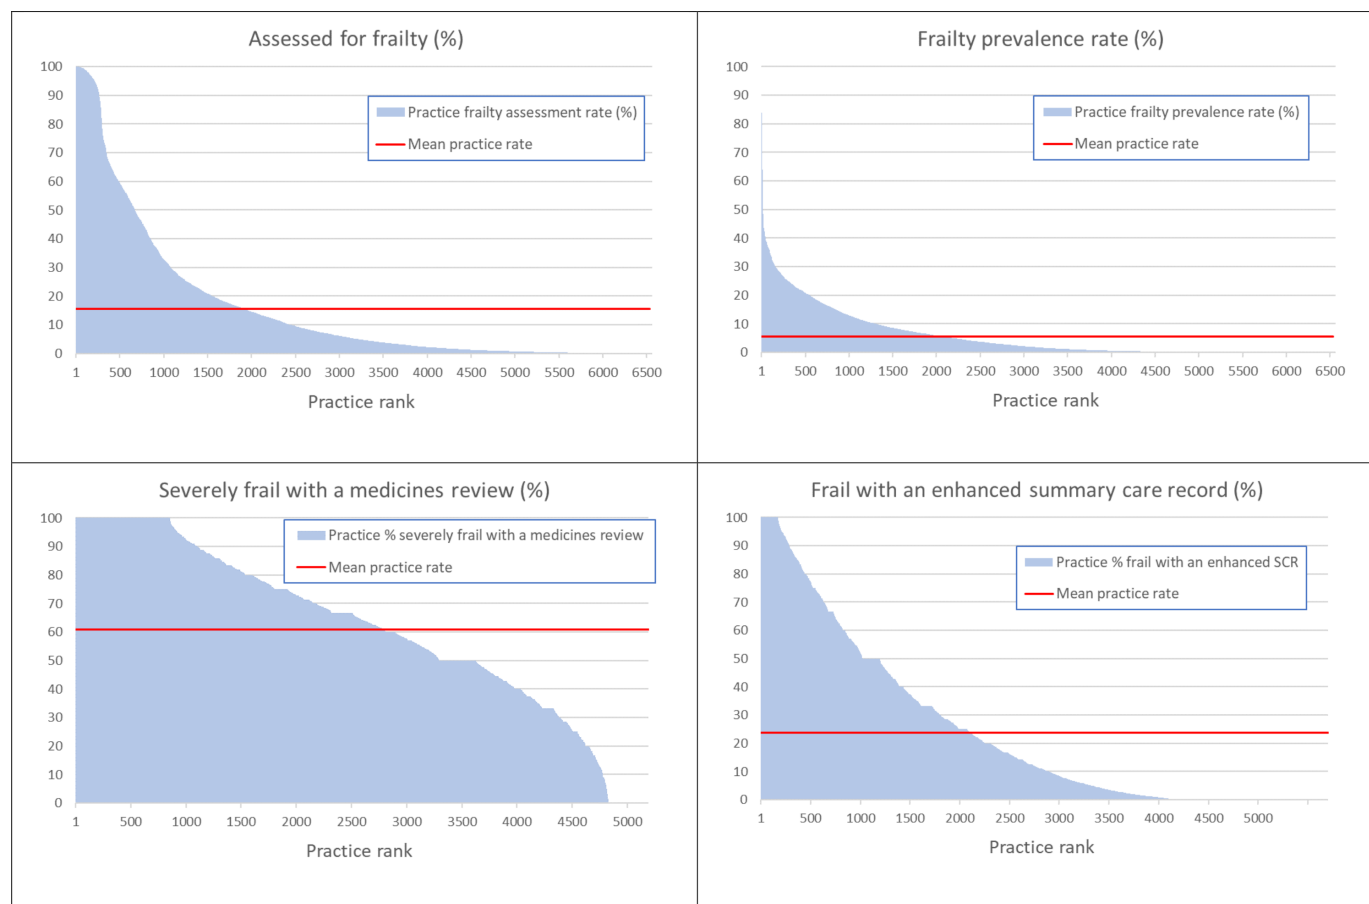 Assessed for frailty (%)
100
90
80
70
60
50
40
30
20
10
0
Practice frailty assessment rate (%)
Mean practice rate
1 500 1000 1500 2000 2500 3000 3500 4000 4500 5000 5500 6000 6500
Practice rank
Frailty prevalence rate (%)
100
90
80
70
60
50
40
30
20
10
0
Practice frailty prevalence rate (%)
Mean practice rate
1 500 1000 1500 2000 2500 3000 3500 4000 4500 5000 5500 6000 6500
Practice rank
Severely frail with a medicines review (%)
100
90
80
70
60
50
40
30
20
10
0
Practice % severely frail with a medicines review
Mean practice rate
1 500 1000 1500 2000 2500 3000 3500 4000 4500 5000
Practice rank
Frail with an enhanced summary care record (%)
100
90
80
70
60
50
40
30
20
10
0
Practice % frail with an enhanced SCR
Mean practice rate
1 500 1000 1500 2000 2500 3000 3500 4000 4500 5000
Practice rank